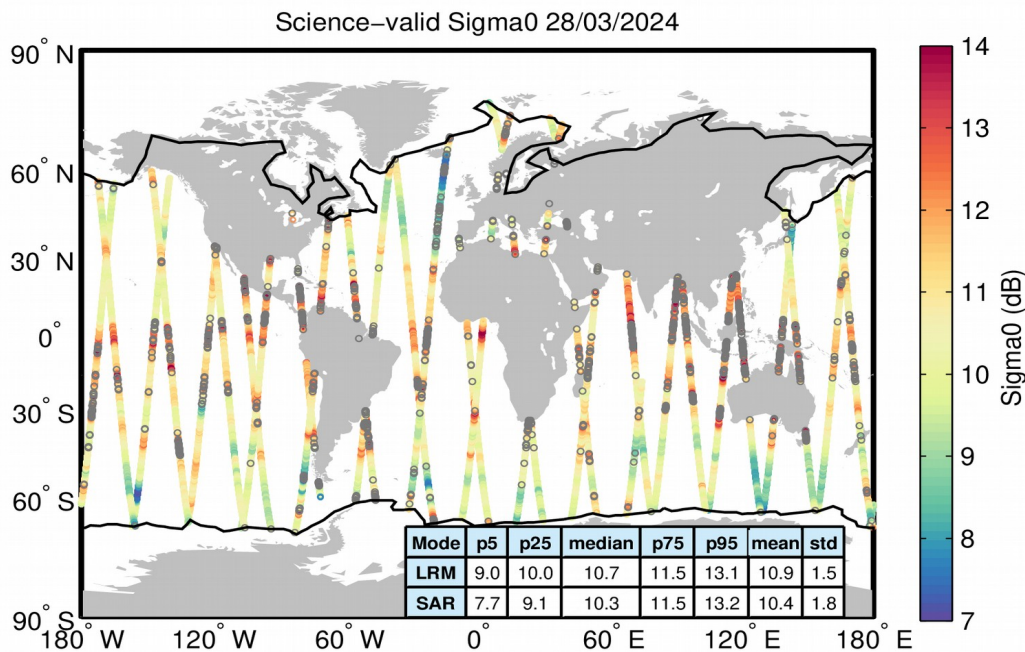 Science−valid Sigma0 28/03/2024
90° N
60° N
30° N
0°
30° S
60° S
90° S
180° W
120° W
60° W
0°
60° E
120° E
180° E
14
13
12
11
10
9
8
7
Sigma0 (dB)
Mode p5 p25 median p75 p95 mean std
LRM 9.0 10.0 10.7 11.5 13.1 10.9 1.5
SAR 7.7 9.1 10.3 11.5 13.2 10.4 1.8